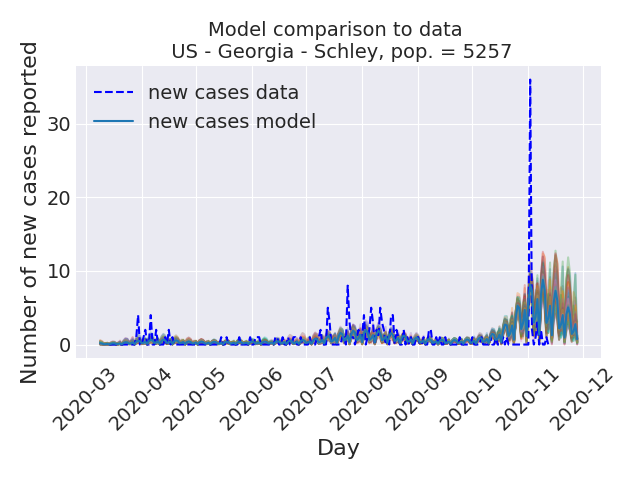 Model comparison to data
US - Georgia - Schley, pop. = 5257
Number of new cases reported
new cases data
new cases model
30
20
10
0
2020-03
2020-04
2020-05
2020-06
2020-07
2020-08
2020-09
2020-10
2020-11
2020-12
Day